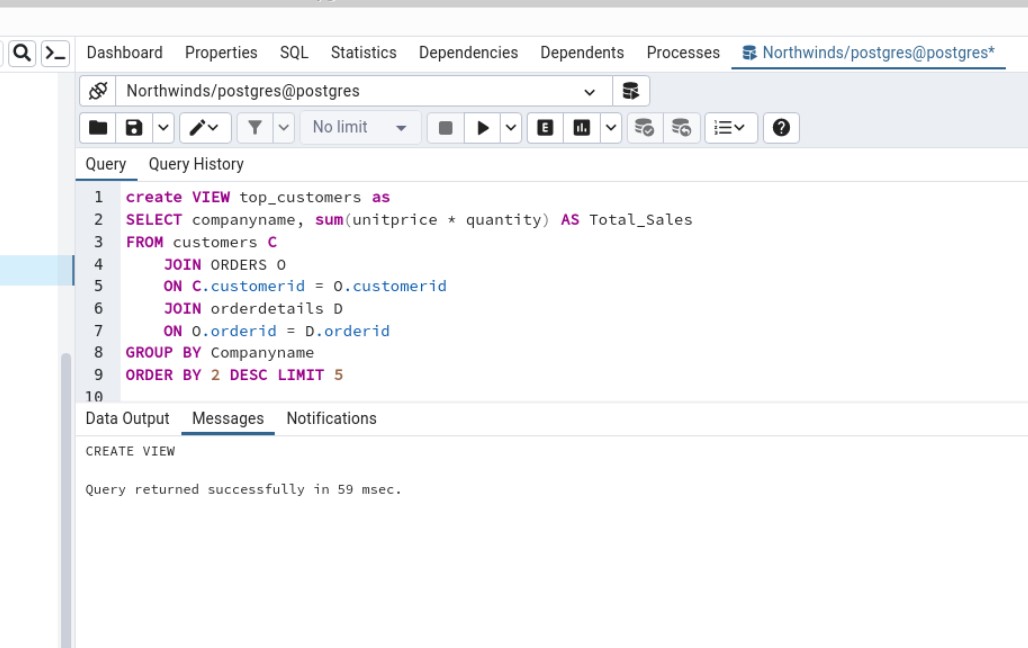 Dashboard Properties SQL Statistics Dependencies Dependents Processes Northwinds/postgres@postgres*
Northwinds/postgres@postgres
No limit
E
Query Query History
1 create VIEW top_customers as
2 SELECT companyname, sum(unitprice * quantity) AS Total_Sales
3 FROM customers C
4 JOIN ORDERS O
5 ON C.customerid = O.customerid
6 JOIN orderdetails D
7 ON O.orderid = D.orderid
8 GROUP BY Companyname
9 ORDER BY 2 DESC LIMIT 5
10
Data Output Messages Notifications
CREATE VIEW
Query returned successfully in 59 msec.